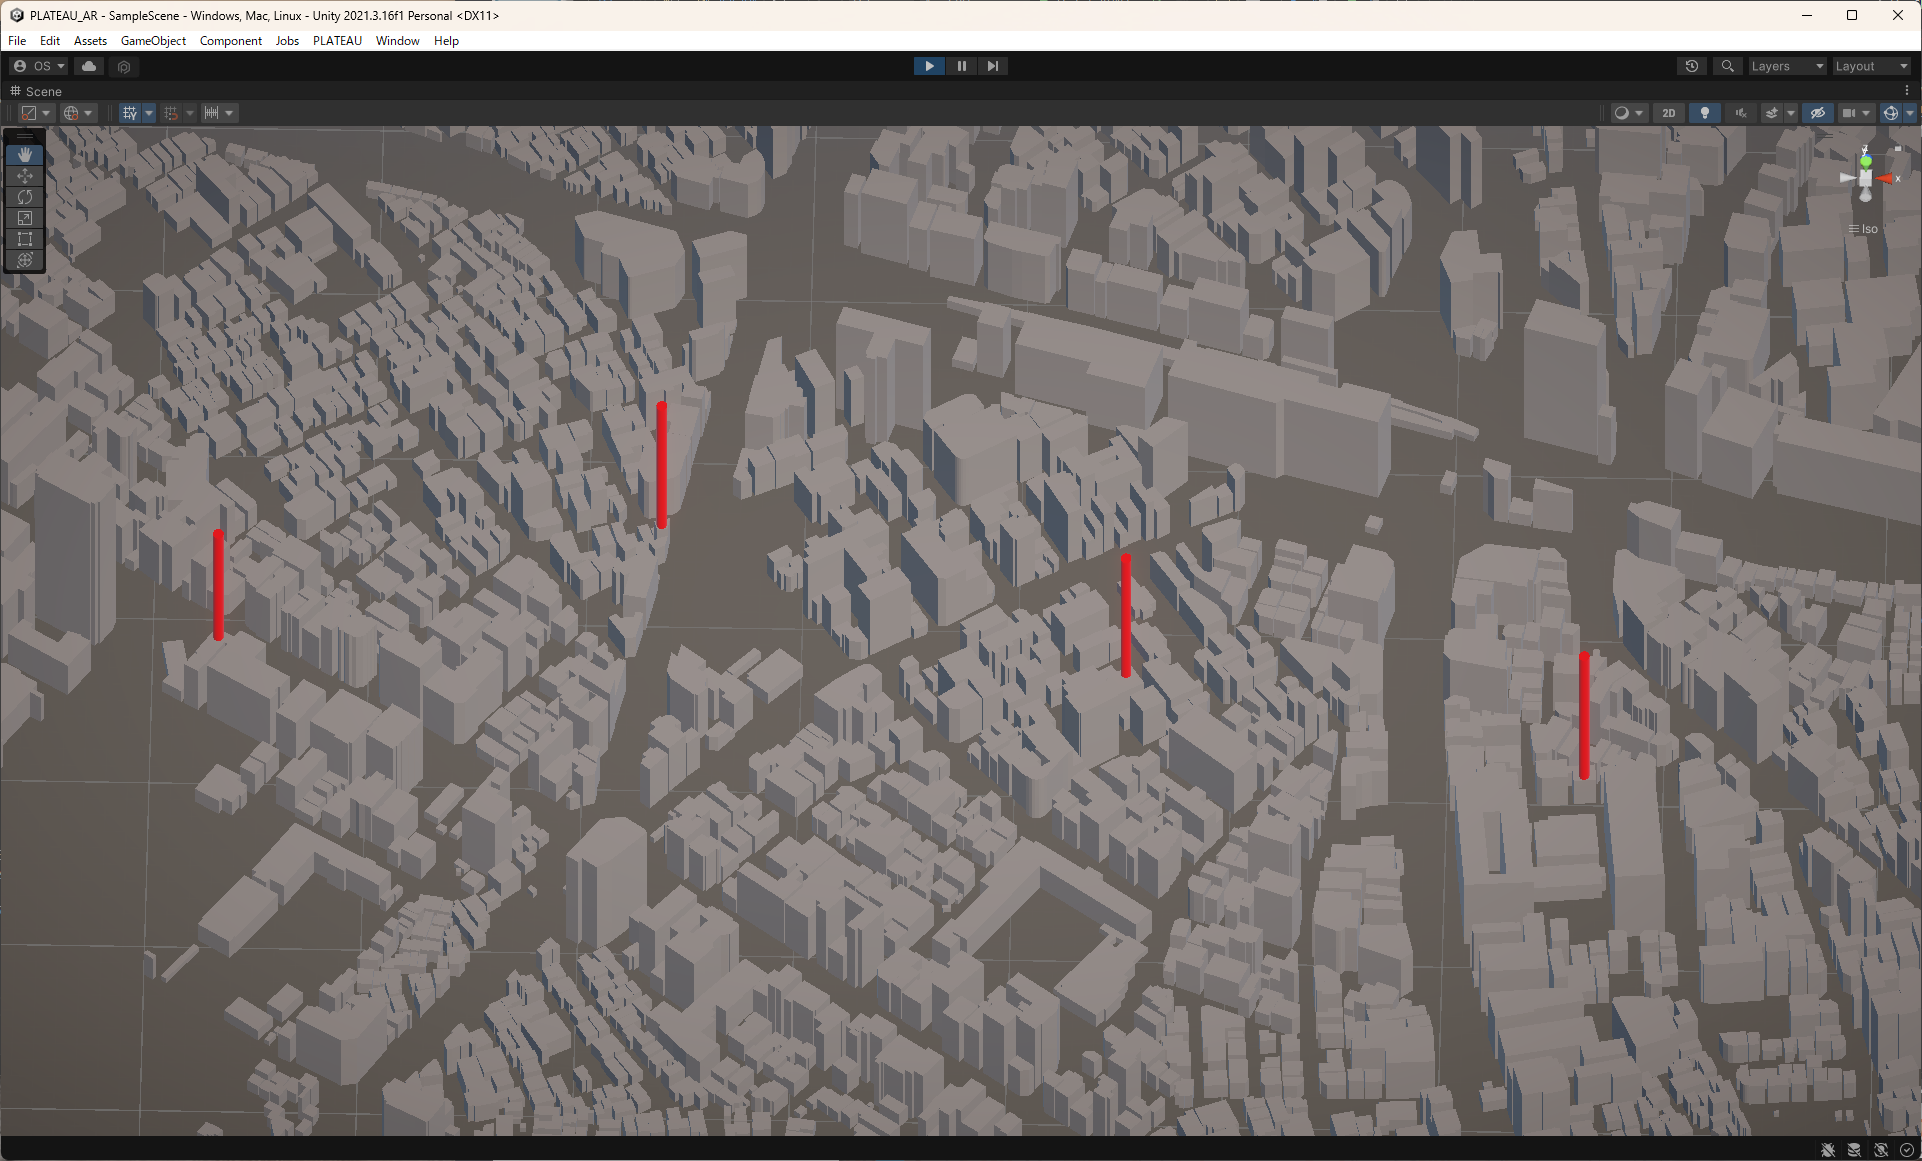 PLATEAU_AR - SampleScene - Windows, Mac, Linux - Unity 2021.3.16f1 Personal <DX11>
File Edit Assets GameObject Component Jobs PLATEAU Window Help
OS Layers Layout
Scene
2D
y
x
Iso